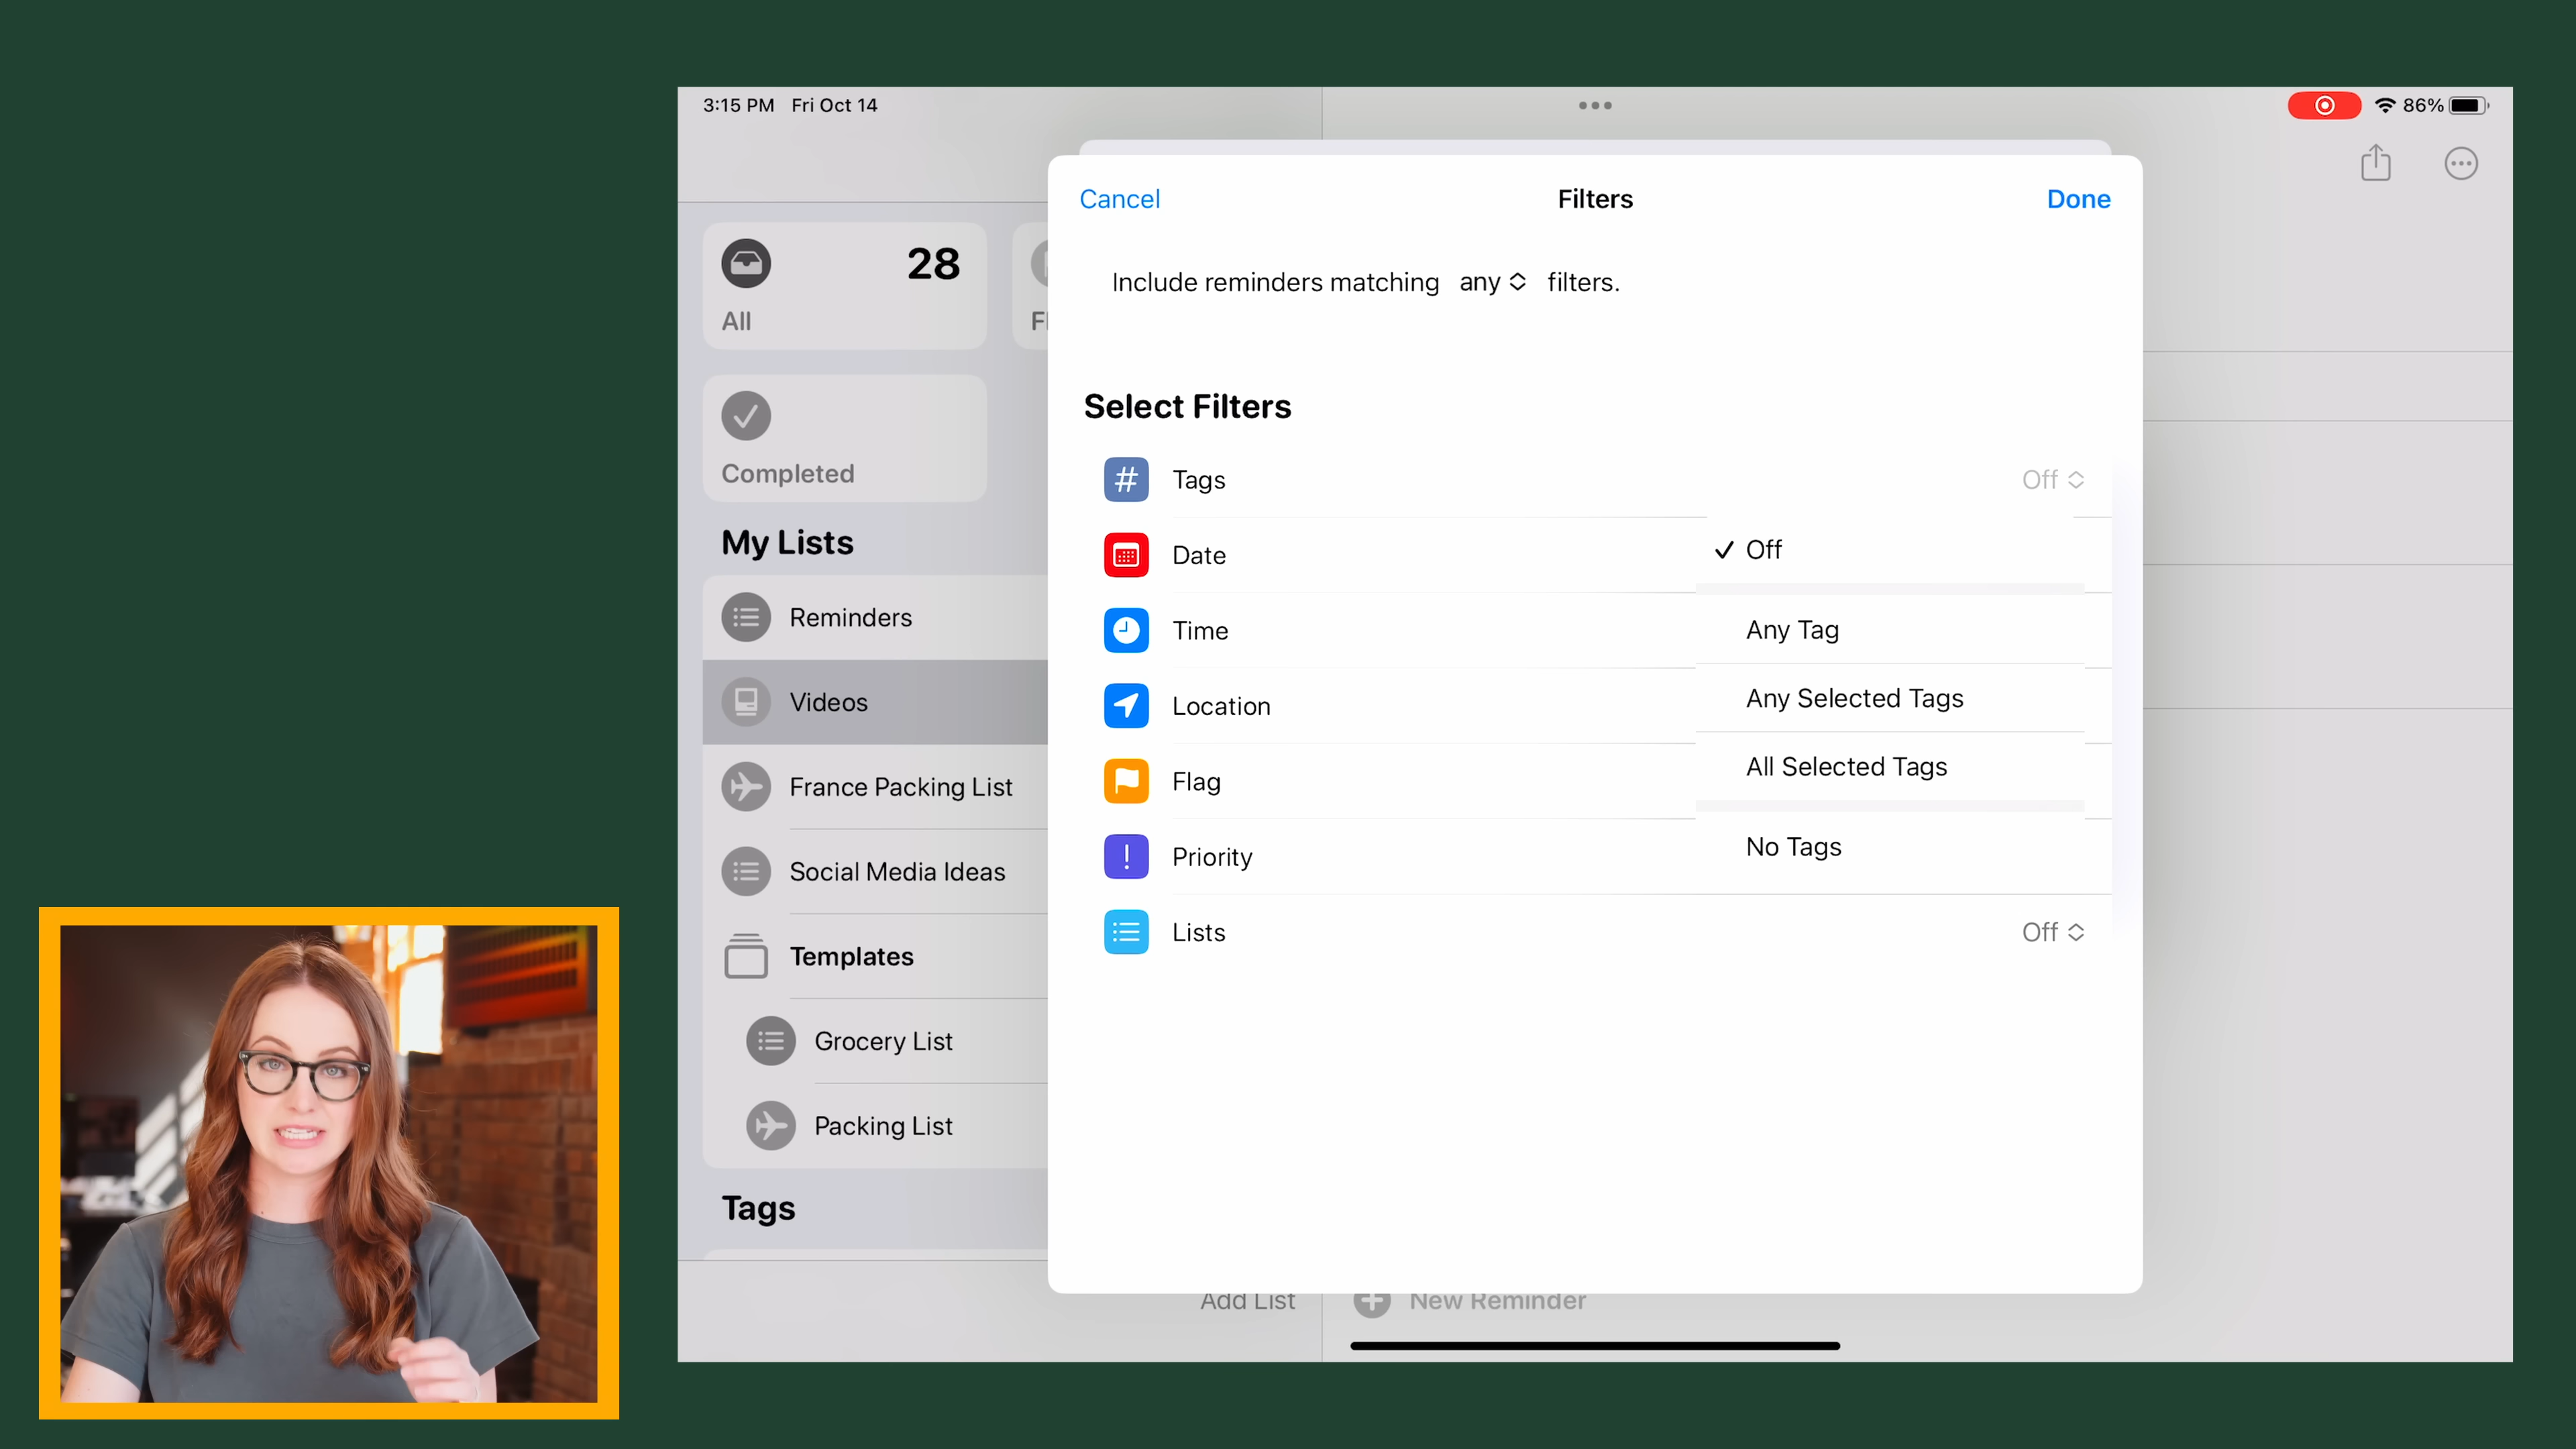 3:15 PM Fri Oct 14
86%
28
All
Fl
Completed
My Lists
Reminders
Videos
France Packing List
Social Media Ideas
Templates
Grocery List
Packing List
Tags
Add List
Cancel
Filters
Done
Include reminders matching any filters.
Select Filters
Tags
Off
Date
Time
Location
Flag
Priority
Lists
Off
Off
Any Tag
Any Selected Tags
All Selected Tags
No Tags
New Reminder